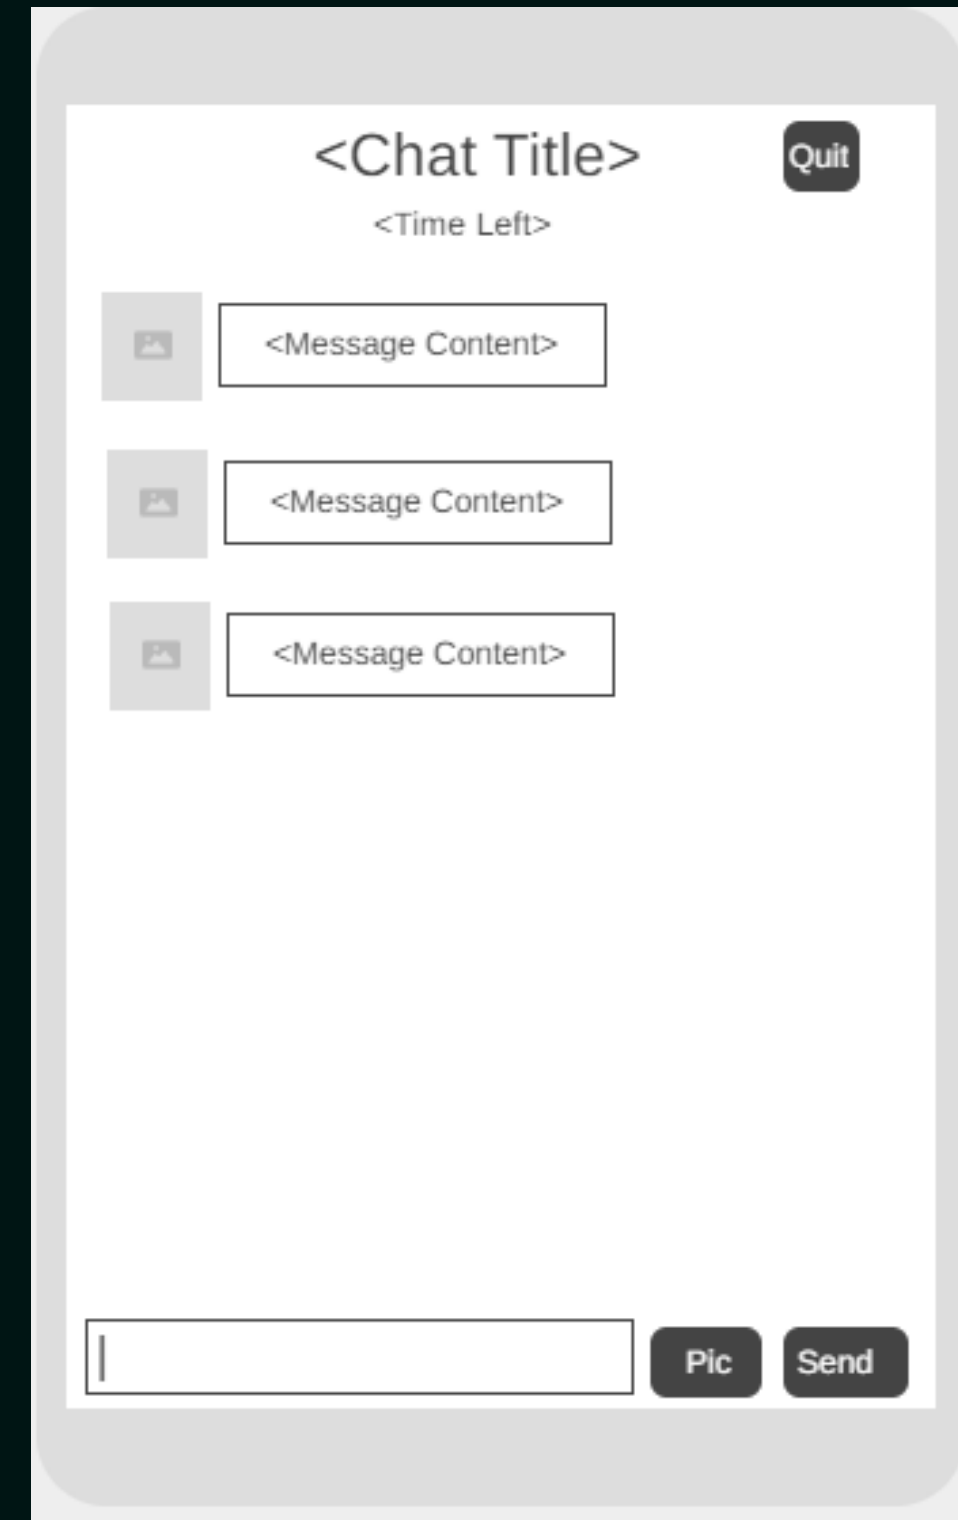 <Chat Title>
Quit
<Time Left>
<Message Content>
<Message Content>
<Message Content>
Pic
Send